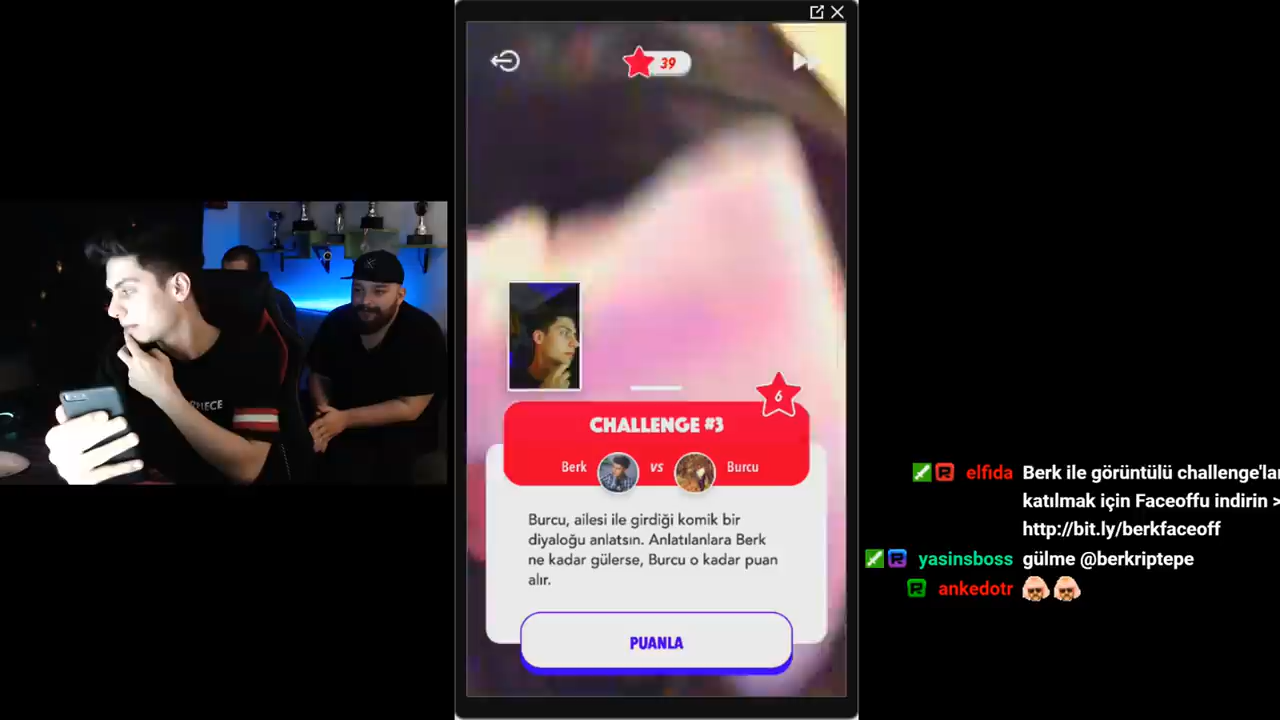 39
6
CHALLENGE #3
Berk vs Burcu
Burcu, ailesi ile girdiği komik bir
diyaloğu anlatsın. Anlatılanlara Berk
ne kadar gülerse, Burcu o kadar puan
alır.
PUANLA
elfida Berk ile görüntülü challenge'lar
katılmak için Faceoffu indirin >
http://bit.ly/berkfaceoff
yasinsboss gülme @berkriptepe
ankedotr